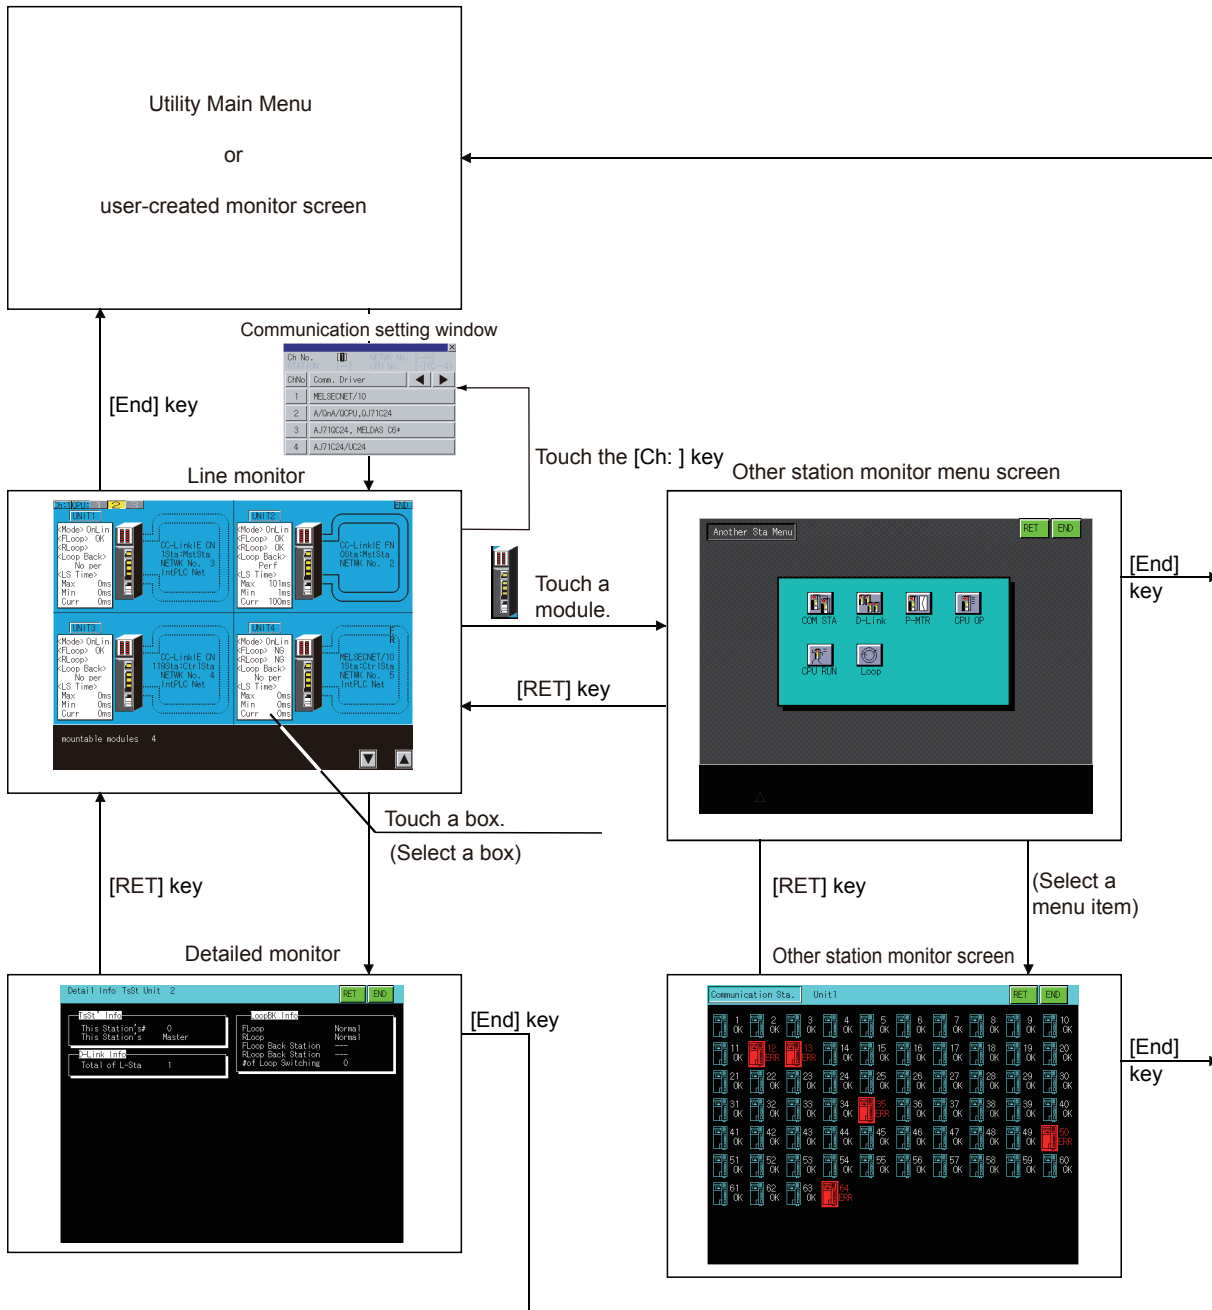 Utility Main Menu
or
user-created monitor screen
Communication setting window
Ch No. [1] NETWK No. [---]
STATION [--] CPU No. [-](0-4)
ChNo Comm. Driver
1 MELSECNET/10
2 A/QnA/QCPU,QJ71C24
3 AJ71QC24, MELDAS C6*
4 AJ71C24/UC24
[End] key
Touch the [Ch: ] key
Line monitor
Ch:1 CPU: 1 2 3 END
UNIT1
<Mode> OnLin
<FLoop> OK
<RLoop>
<Loop Back>
No per
<LS Time>
Max 0ms
Min 0ms
Curr 0ms
CC-LinkIE CN
1Sta:MstSta
NETWK No. 3
IntPLC Net
UNIT2
<Mode> OnLin
<FLoop> OK
<RLoop> OK
<Loop Back>
Perf
<LS Time>
Max 101ms
Min 1ms
Curr 100ms
CC-LinkIE FN
0Sta:MstSta
NETWK No. 2
UNIT3
<Mode> OnLin
<FLoop> OK
<RLoop>
<Loop Back>
No per
<LS Time>
Max 0ms
Min 0ms
Curr 0ms
CC-LinkIE CN
119Sta:CtrlSta
NETWK No. 4
IntPLC Net
UNIT4
<Mode> OnLin
<FLoop> NG
<RLoop> NG
<Loop Back>
No per
<LS Time>
Max 0ms
Min 0ms
Curr 0ms
F
R
MELSECNET/10
1Sta:CtrlSta
NETWK No. 5
IntPLC Net
mountable modules 4
Touch a
module.
[RET] key
Touch a box.
(Select a box)
Other station monitor menu screen
Another Sta Menu RET END
COM STA D-Link P-MTR CPU OP
CPU RUN Loop
[End]
key
[RET] key
[RET] key
(Select a
menu item)
Detailed monitor
Detail Info TsSt Unit 2 RET END
TsSt' Info
This Station's# 0
This Station's Master
D-Link Info
Total of L-Sta 1
LoopBK Info
FLoop Normal
RLoop Normal
FLoop Back Station ---
RLoop Back Station ---
#of Loop Switching 0
[End] key
Other station monitor screen
Communication Sta. Unit1 RET END
1 2 3 4 5 6 7 8 9 10
OK OK OK OK OK OK OK OK OK OK
11 12 13 14 15 16 17 18 19 20
OK ERR ERR OK OK OK OK OK OK OK
21 22 23 24 25 26 27 28 29 30
OK OK OK OK OK OK OK OK OK OK
31 32 33 34 35 36 37 38 39 40
OK OK OK OK ERR OK OK OK OK OK
41 42 43 44 45 46 47 48 49 50
OK OK OK OK OK OK OK OK OK ERR
51 52 53 54 55 56 57 58 59 60
OK OK OK OK OK OK OK OK OK OK
61 62 63 64
OK OK OK ERR
[End]
key